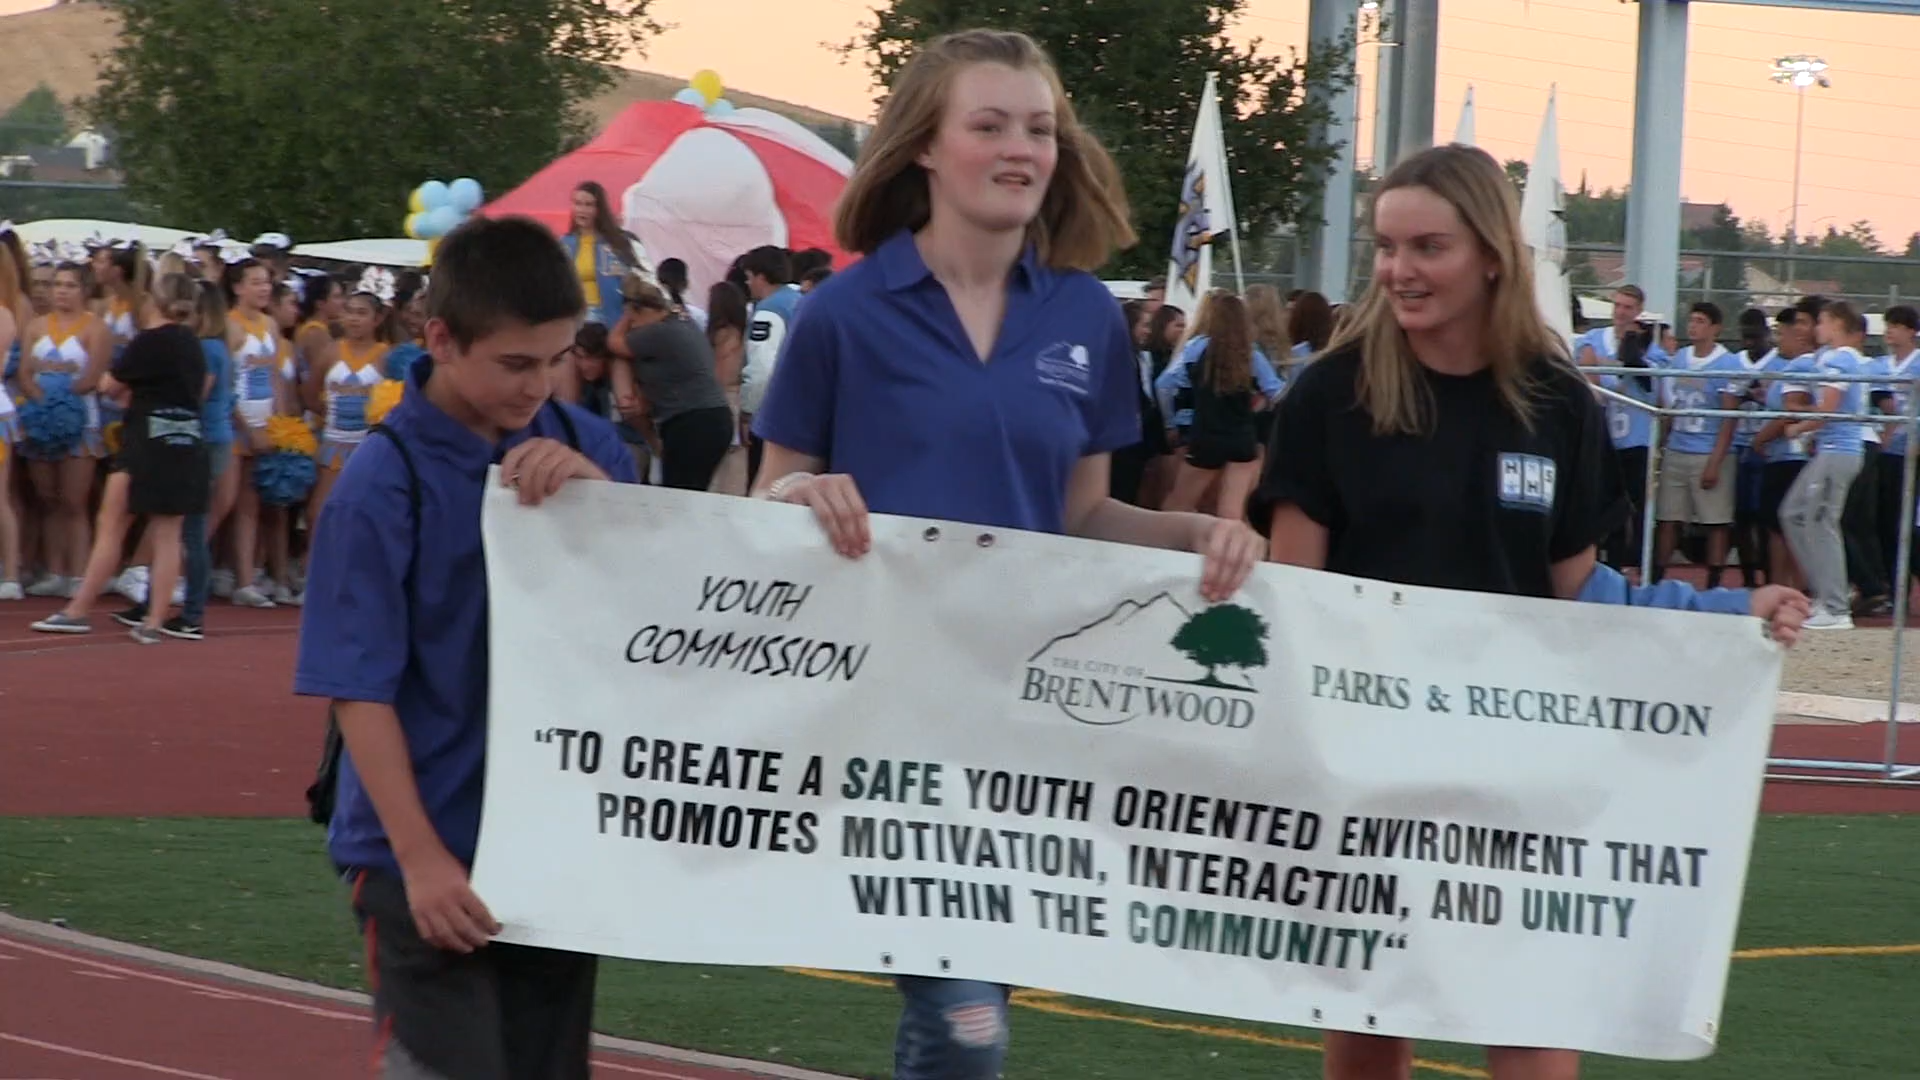 YOUTH
COMMISSION
THE CITY OF
BRENTWOOD
PARKS & RECREATION
“TO CREATE A SAFE YOUTH ORIENTED ENVIRONMENT THAT
PROMOTES MOTIVATION, INTERACTION, AND UNITY
WITHIN THE COMMUNITY“
H H S